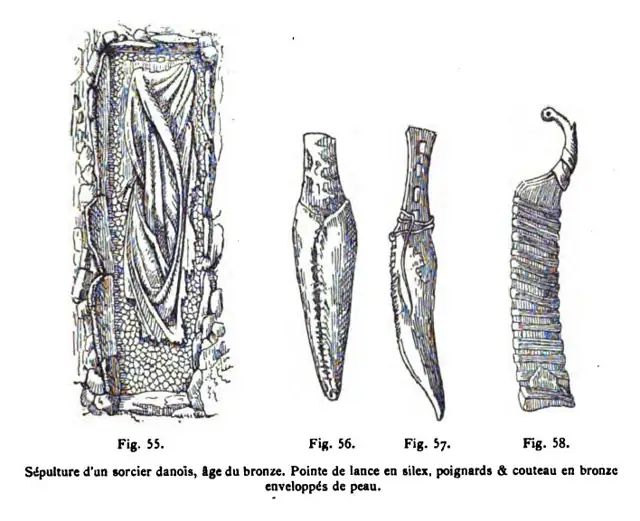 Fig. 55. Fig. 56. Fig. 57. Fig. 58.
Sépulture d'un sorcier danois, âge du bronze. Pointe de lance en silex, poignards & couteau en bronze
enveloppés de peau.